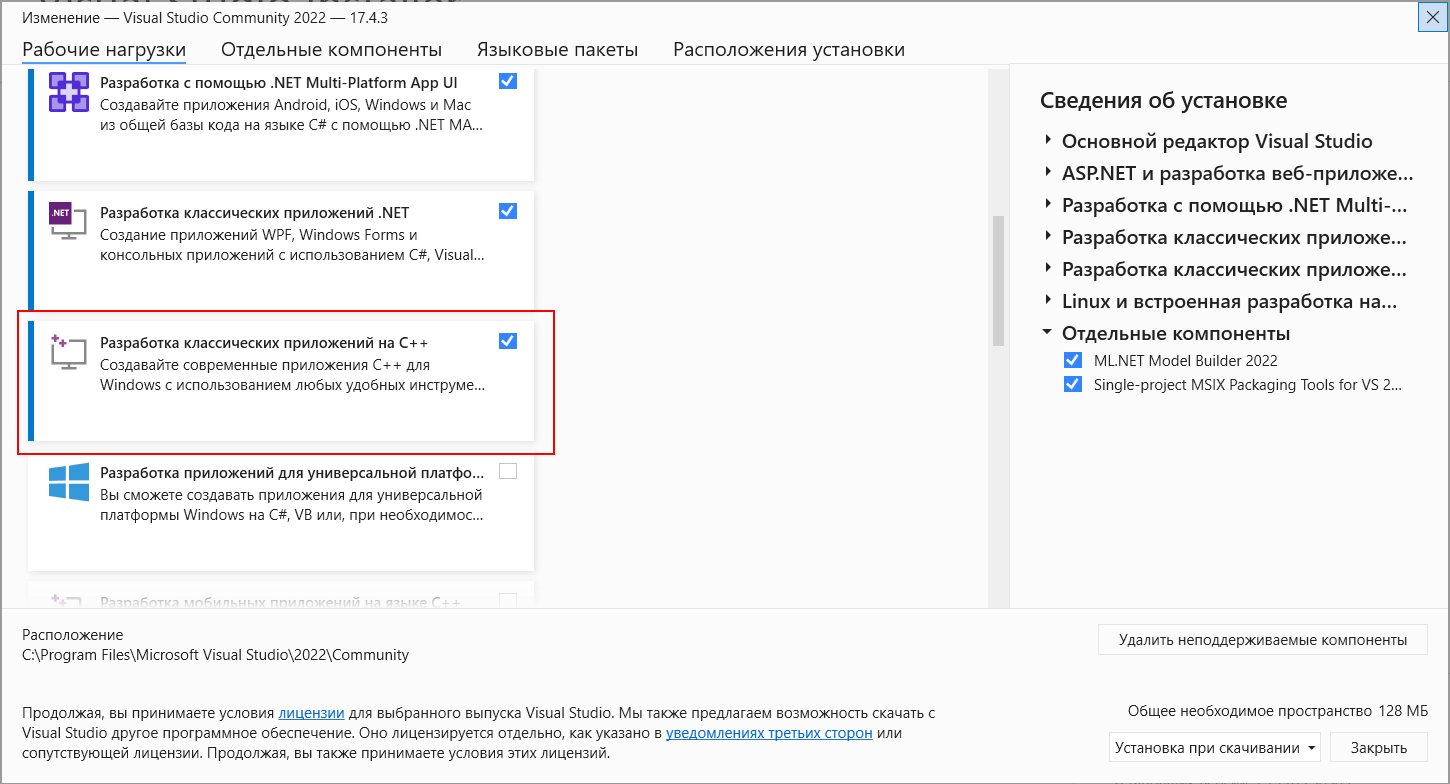 Изменение — Visual Studio Community 2022 — 17.4.3
Рабочие нагрузки
Отдельные компоненты
Языковые пакеты
Расположения установки
Разработка с помощью .NET Multi-Platform App UI
Создавайте приложения Android, iOS, Windows и Mac
из общей базы кода на языке C# с помощью .NET MA...
.NET
Разработка классических приложений .NET
Создание приложений WPF, Windows Forms и
консольных приложений с использованием C#, Visual...
Разработка классических приложений на C++
Создавайте современные приложения C++ для
Windows с использованием любых удобных инструме...
Разработка приложений для универсальной платфо...
Вы сможете создавать приложения для универсальной
платформы Windows на C#, VB или, при необходимос...
Разработка мобильных приложений на языке C++
Сведения об установке
Основной редактор Visual Studio
ASP.NET и разработка веб-приложе...
Разработка с помощью .NET Multi-...
Разработка классических приложе...
Разработка классических приложе...
Linux и встроенная разработка на...
Отдельные компоненты
ML.NET Model Builder 2022
Single-project MSIX Packaging Tools for VS 2...
Расположение
C:\Program Files\Microsoft Visual Studio\2022\Community
Удалить неподдерживаемые компоненты
Продолжая, вы принимаете условия лицензии для выбранного выпуска Visual Studio. Мы также предлагаем возможность скачать с
Visual Studio другое программное обеспечение. Оно лицензируется отдельно, как указано в уведомлениях третьих сторон или
сопутствующей лицензии. Продолжая, вы также принимаете условия этих лицензий.
Общее необходимое пространство 128 МБ
Установка при скачивании
Закрыть